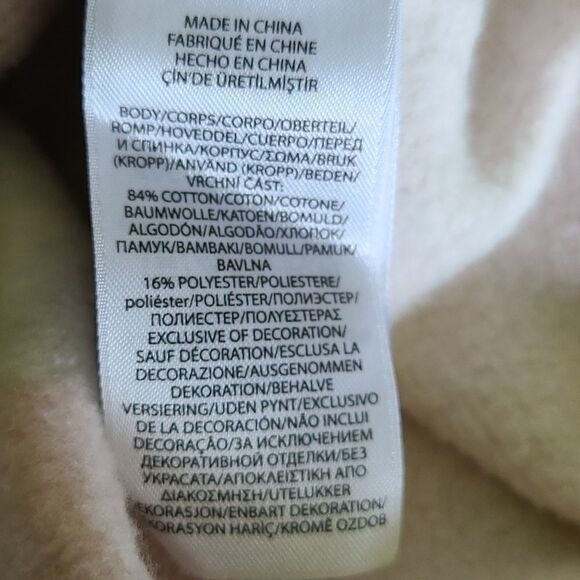 MADE IN CHINA
FABRIQUÉ EN CHINE
HECHO EN CHINA
ÇİN'DE ÜRETİLMİŞTİR
BODY/CORPS/CORPO/OBERTEIL/
ROMP/HOVEDDEL/CUERPO/ПЕРЕД
И СПИНКА/КОРПУС/ΣΩΜΑ/BRUK
(KROPP)/ANVÄND (KROPP)/BEDEN/
VRCHNÍ ČÁST:
84% COTTON/COTON/COTONE/
BAUMWOLLE/KATOEN/BOMULD/
ALGODÓN/ALGODÃO/ХЛОПОК/
ПАМУК/ΒΑΜΒΑΚΙ/BOMULL/PAMUK/
BAVLNA
16% POLYESTER/POLIESTERE/
poliéster/POLIÉSTER/ПОЛИЭСТЕР/
ПОЛИЕСТЕР/ΠΟΛΥΕΣΤΕΡΑΣ
EXCLUSIVE OF DECORATION/
SAUF DÉCORATION/ESCLUSA LA
DECORAZIONE/AUSGENOMMEN
DEKORATION/BEHALVE
VERSIERING/UDEN PYNT/EXCLUSIVO
DE LA DECORACIÓN/NÃO INCLUI
DECORAÇÃO/ЗА ИСКЛЮЧЕНИЕМ
ДЕКОРАТИВНОЙ ОТДЕЛКИ/БЕЗ
УКРАСАТА/ΑΠΟΚΛΕΙΣΤΙΚΗ ΑΠΟ
ΔΙΑΚΟΣΜΗΣΗ/UTELUKKER
EKORASJON/ENBART DEKORATION/
KORASYON HARİÇ/KROMĚ OZDOB